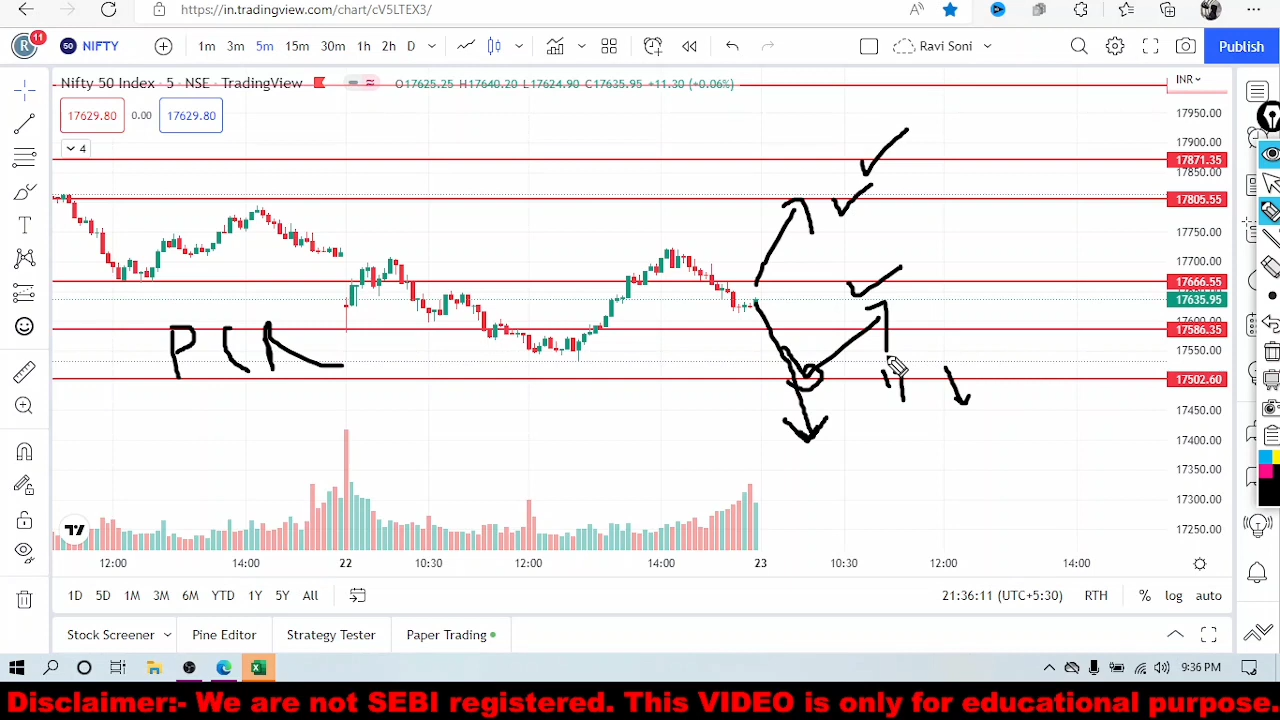 https://in.tradingview.com/chart/cV5LTEX3/
R 11 50 NIFTY 1m 3m 5m 15m 30m 1h 2h D Ravi Soni Publish
Nifty 50 Index · 5 · NSE · TradingView O17625.25 H17640.20 L17624.90 C17635.95 +11.30 (+0.06%) INR
17629.80 0.00 17629.80
4
17950.00
17900.00
17871.35
17850.00
17805.55
17750.00
17700.00
17666.55
17635.95
17600.00
17586.35
17550.00
17502.60
17450.00
17400.00
17350.00
17300.00
17250.00
12:00 14:00 22 10:30 12:00 14:00 23 10:30 12:00 14:00
1D 5D 1M 3M 6M YTD 1Y 5Y All 21:36:11 (UTC+5:30) RTH % log auto
Stock Screener Pine Editor Strategy Tester Paper Trading
9:36 PM
Disclaimer:- We are not SEBI registered. This VIDEO is only for educational purpose.